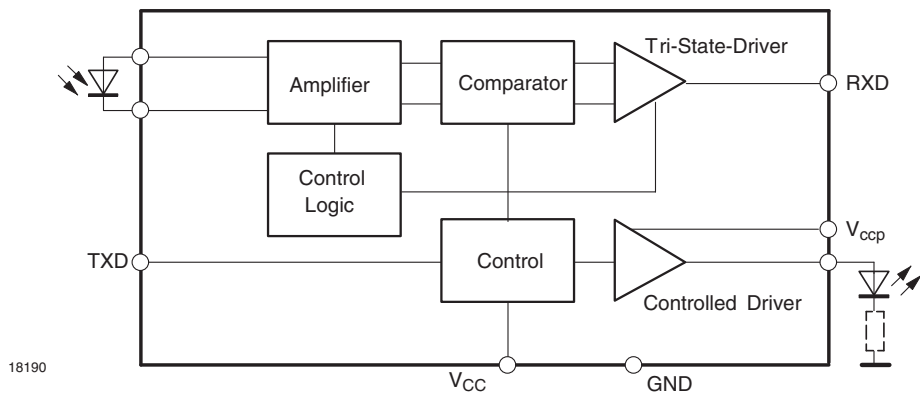 Tri-State-Driver
Amplifier
Comparator
RXD
Control
Logic
Vccp
TXD
Control
Controlled Driver
18190
VCC
GND